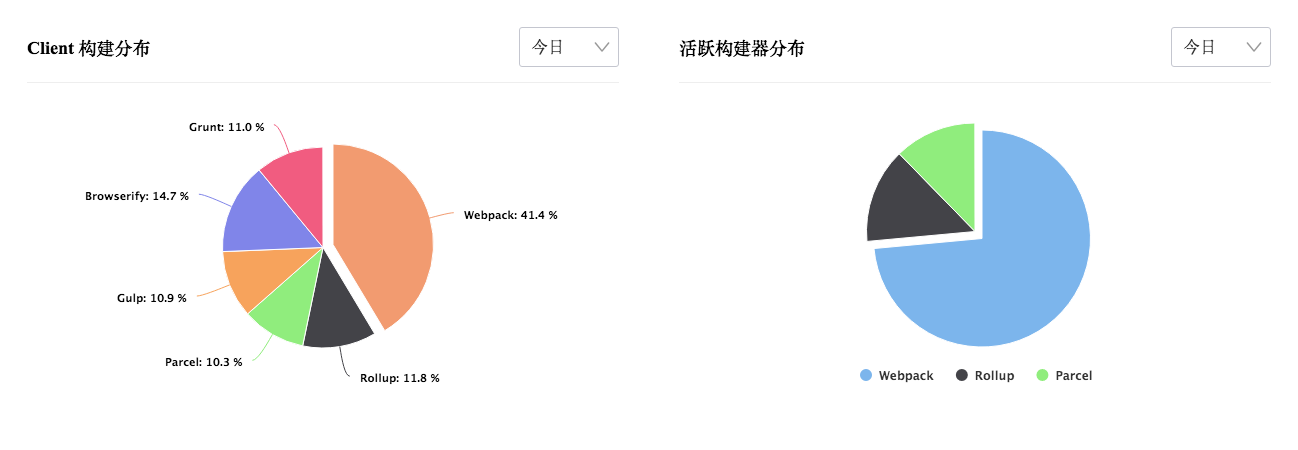 Client 构建分布
今日
Grunt: 11.0 %
Browserify: 14.7 %
Webpack: 41.4 %
Gulp: 10.9 %
Parcel: 10.3 %
Rollup: 11.8 %
活跃构建器分布
今日
Webpack
Rollup
Parcel